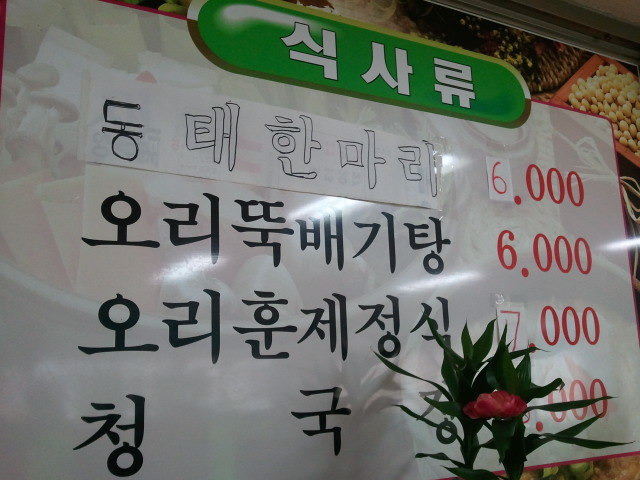 식사류
동태한마리 6.000
오리뚝배기탕 6.000
오리훈제정식 7.000
청국장